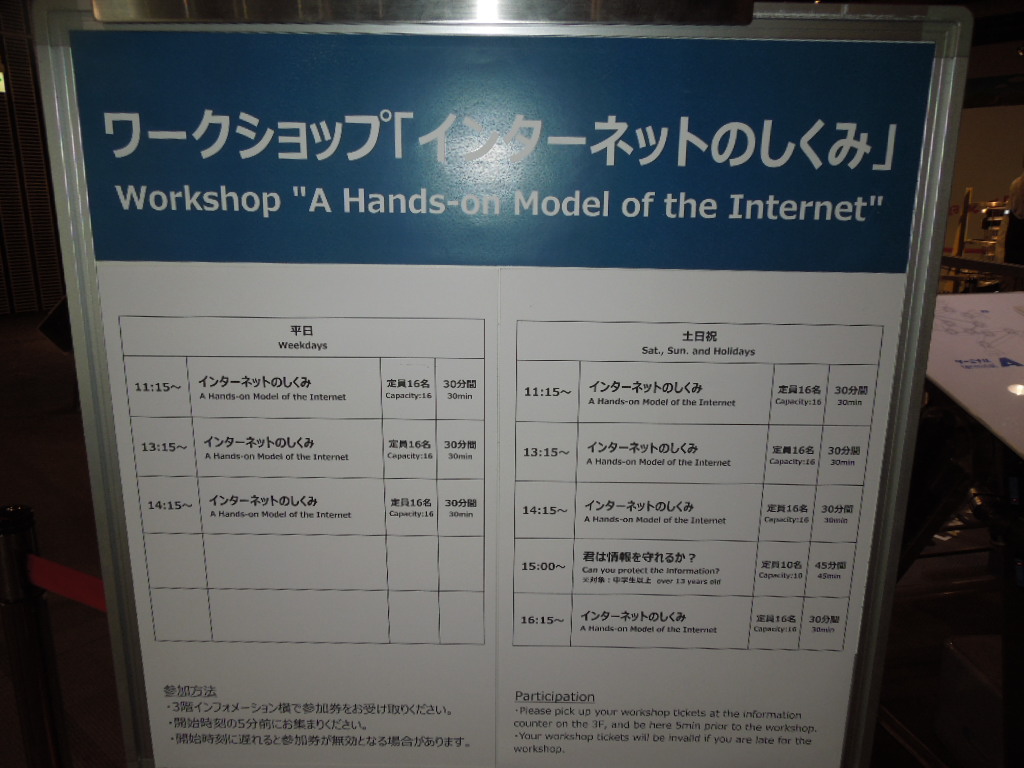 ワークショップ「インターネットのしくみ」
Workshop "A Hands-on Model of the Internet"
平日
Weekdays
11:15～ インターネットのしくみ 定員16名 30分間
A Hands-on Model of the Internet Capacity:16 30min
13:15～ インターネットのしくみ 定員16名 30分間
A Hands-on Model of the Internet Capacity:16 30min
14:15～ インターネットのしくみ 定員16名 30分間
A Hands-on Model of the Internet Capacity:16 30min
土日祝
Sat., Sun. and Holidays
11:15～ インターネットのしくみ 定員16名 30分間
A Hands-on Model of the Internet Capacity:16 30min
13:15～ インターネットのしくみ 定員16名 30分間
A Hands-on Model of the Internet Capacity:16 30min
14:15～ インターネットのしくみ 定員16名 30分間
A Hands-on Model of the Internet Capacity:16 30min
15:00～ 君は情報を守れるか？ 定員10名 45分間
Can you protect the information? Capacity:10 45min
※対象：中学生以上 over 13 years old
16:15～ インターネットのしくみ 定員16名 30分間
A Hands-on Model of the Internet Capacity:16 30min
参加方法
・3階インフォメーション横で参加券をお受け取りください。
・開始時刻の5分前にお集まりください。
・開始時刻に遅れると参加券が無効となる場合があります。
Participation
・Please pick up your workshop tickets at the information
counter on the 3F, and be here 5min prior to the workshop.
・Your workshop tickets will be invalid if you are late for the
workshop.
ターミナル A
terminal